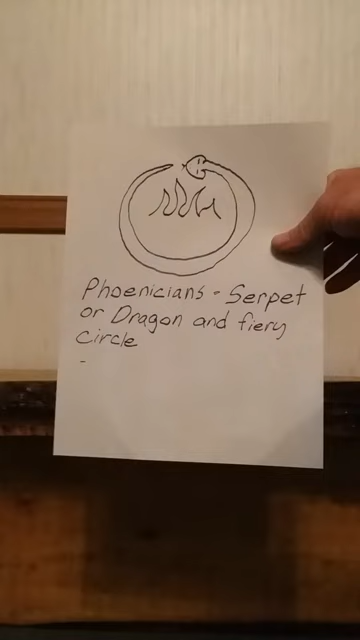 Phoenicians - Serpet
or Dragon and fiery
circle
-